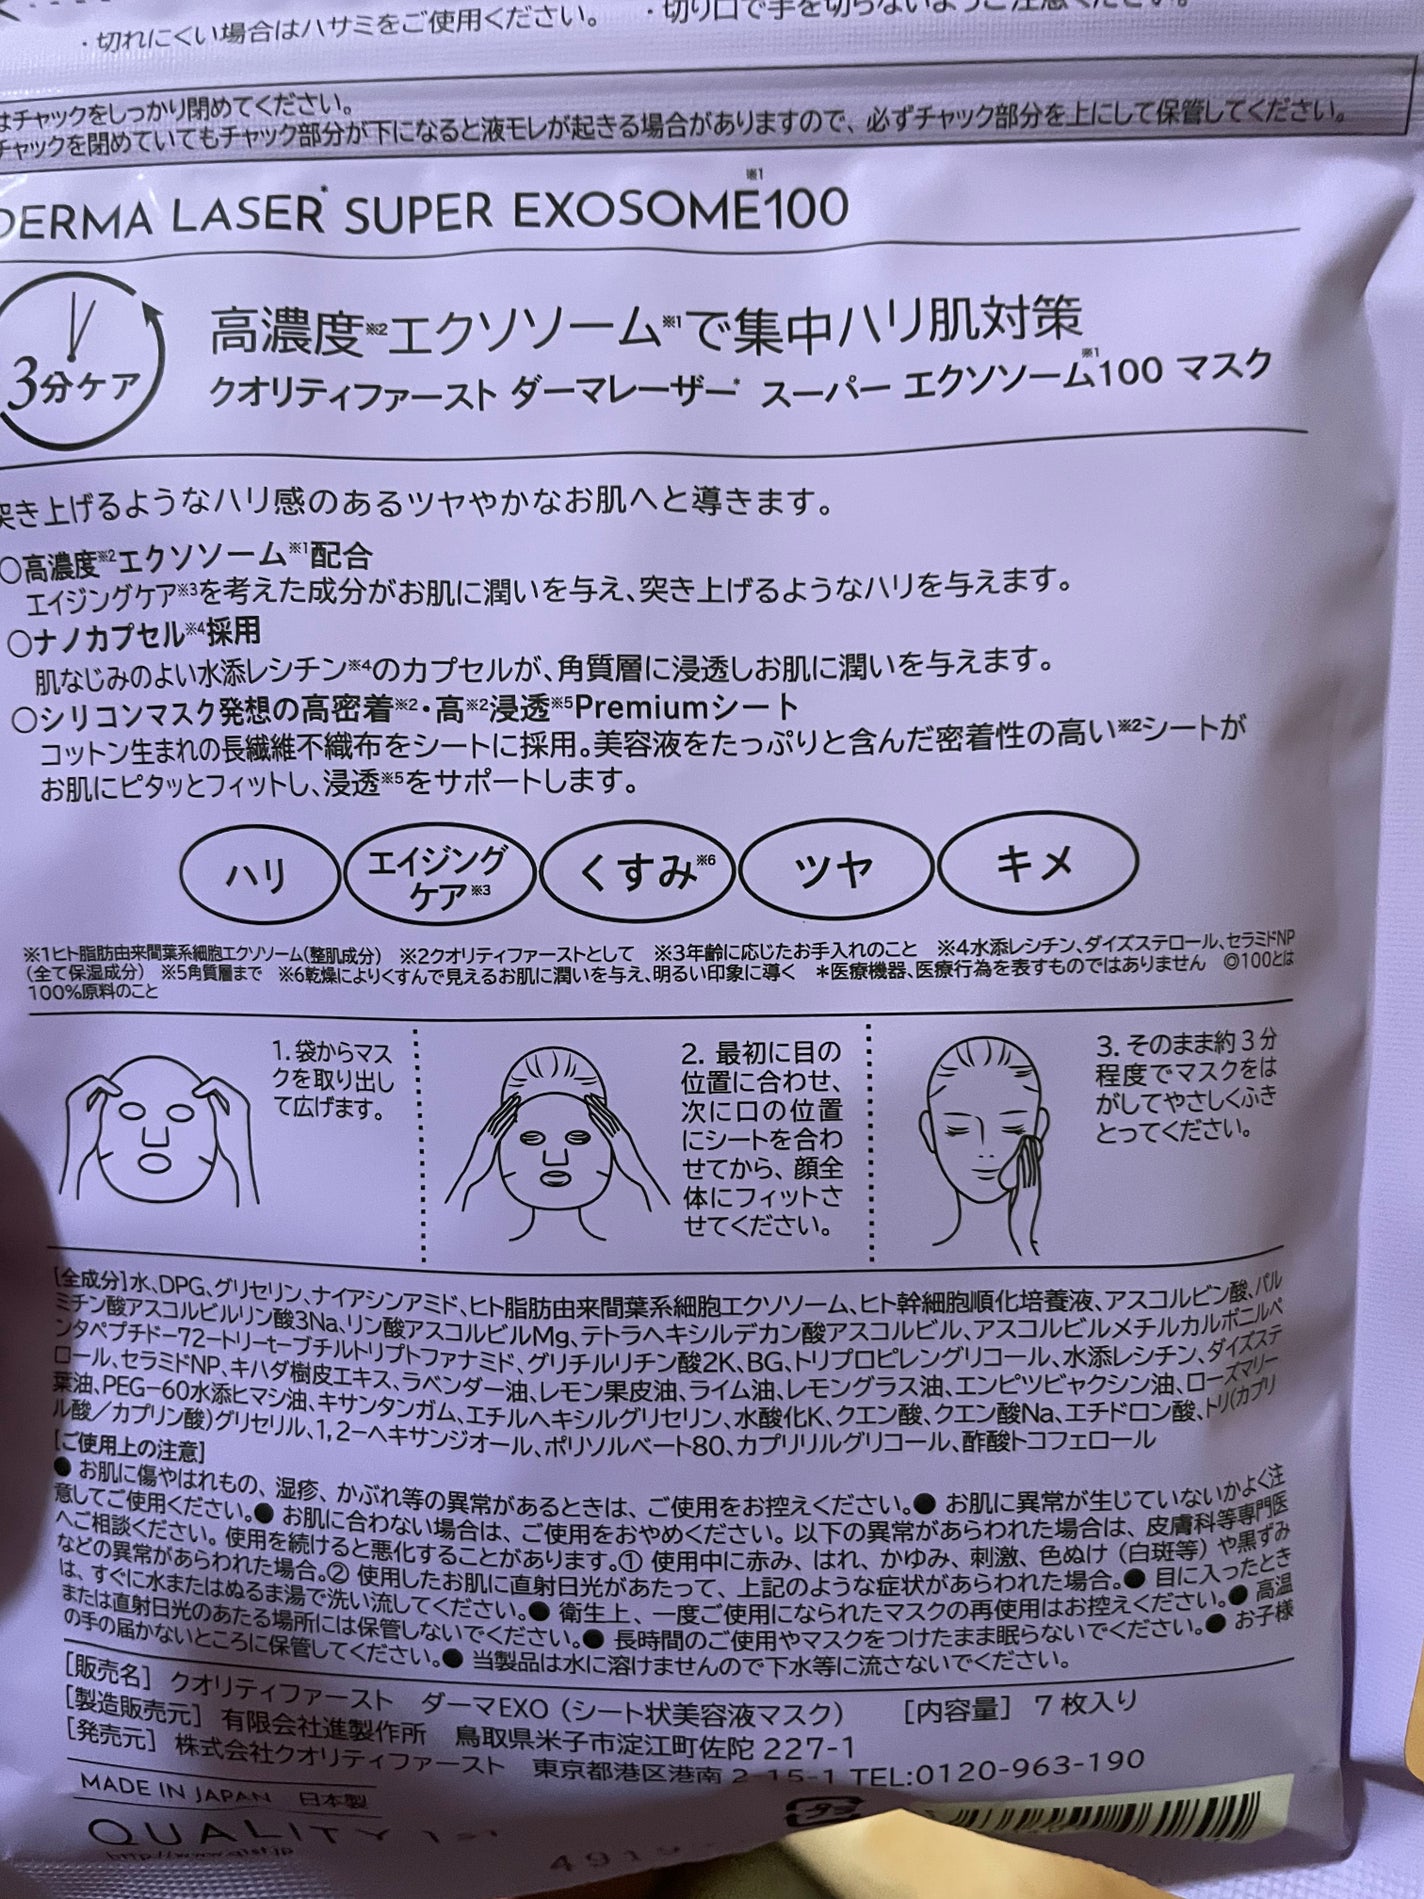 ・切れにくい場合はハサミをご使用ください。 ・切り口で手を切らないようご注意ください。
はチャックをしっかり閉めてください。
チャックを閉めていてもチャック部分が下になると液モレが起きる場合がありますので、必ずチャック部分を上にして保管してください。
DERMA LASER* SUPER EXOSOME※1100
3分ケア
高濃度※2エクソソーム※1で集中ハリ肌対策
クオリティファースト ダーマレーザー* スーパー エクソソーム※1100 マスク
突き上げるようなハリ感のあるツヤやかなお肌へと導きます。
○高濃度※2エクソソーム※1配合
エイジングケア※3を考えた成分がお肌に潤いを与え、突き上げるようなハリを与えます。
○ナノカプセル※4採用
肌なじみのよい水添レシチン※4のカプセルが、角質層に浸透しお肌に潤いを与えます。
○シリコンマスク発想の高密着※2・高※2浸透※5Premiumシート
コットン生まれの長繊維不織布をシートに採用。美容液をたっぷりと含んだ密着性の高い※2シートが
お肌にピタッとフィットし、浸透※5をサポートします。
ハリ
エイジング
ケア※3
くすみ※6
ツヤ
キメ
※1ヒト脂肪由来間葉系細胞エクソソーム(整肌成分) ※2クオリティファーストとして ※3年齢に応じたお手入れのこと ※4水添レシチン、ダイズステロール、セラミドNP
(全て保湿成分) ※5角質層まで ※6乾燥によりくすんで見えるお肌に潤いを与え、明るい印象に導く *医療機器、医療行為を表すものではありません ◎100とは
100%原料のこと
1. 袋からマス
クを取り出し
て広げます。
2. 最初に目の
位置に合わせ、
次に口の位置
にシートを合わ
せてから、顔全
体にフィットさ
せてください。
3. そのまま約3分
程度でマスクをは
がしてやさしくふき
とってください。
[全成分]水、DPG、グリセリン、ナイアシンアミド、ヒト脂肪由来間葉系細胞エクソソーム、ヒト幹細胞順化培養液、アスコルビン酸、パル
ミチン酸アスコルビルリン酸3Na、リン酸アスコルビルMg、テトラヘキシルデカン酸アスコルビル、アスコルビルメチルカルボニルペ
ンタペプチド-72-トリt-ブチルトリプトファナミド、グリチルリチン酸2K、BG、トリプロピレングリコール、水添レシチン、ダイズステ
ロール、セラミドNP、キハダ樹皮エキス、ラベンダー油、レモン果皮油、ライム油、レモングラス油、エンピツビャクシン油、ローズマリー
葉油、PEG-60水添ヒマシ油、キサンタンガム、エチルヘキシルグリセリン、水酸化K、クエン酸、クエン酸Na、エチドロン酸、トリ(カプリ
ル酸/カプリン酸)グリセリル、1,2-ヘキサンジオール、ポリソルベート80、カプリリルグリコール、酢酸トコフェロール
[ご使用上の注意]
● お肌に傷やはれもの、湿疹、かぶれ等の異常があるときは、ご使用をお控えください。● お肌に異常が生じていないかよく注
意してご使用ください。● お肌に合わない場合は、ご使用をおやめください。以下の異常があらわれた場合は、皮膚科等専門医
へご相談ください。使用を続けると悪化することがあります。① 使用中に赤み、はれ、かゆみ、刺激、色ぬけ(白斑等)や黒ずみ
などの異常があらわれた場合。② 使用したお肌に直射日光があたって、上記のような症状があらわれた場合。● 目に入ったとき
は、すぐに水またはぬるま湯で洗い流してください。● 衛生上、一度ご使用になられたマスクの再使用はお控えください。● 高温
または直射日光のあたる場所には保管しないでください。● 長時間のご使用やマスクをつけたまま眠らないでください。● お子様
の手の届かないところに保管してください。● 当製品は水に溶けませんので下水等に流さないでください。
[販売名] クオリティファースト ダーマEXO(シート状美容液マスク) [内容量] 7枚入り
[製造販売元] 有限会社進製作所 鳥取県米子市淀江町佐陀 227-1
[発売元] 株式会社クオリティファースト 東京都港区港南 2-15-1 TEL:0120-963-190
MADE IN JAPAN 日本製
QUALITY 1st
http://www.q1st.jp
プラ